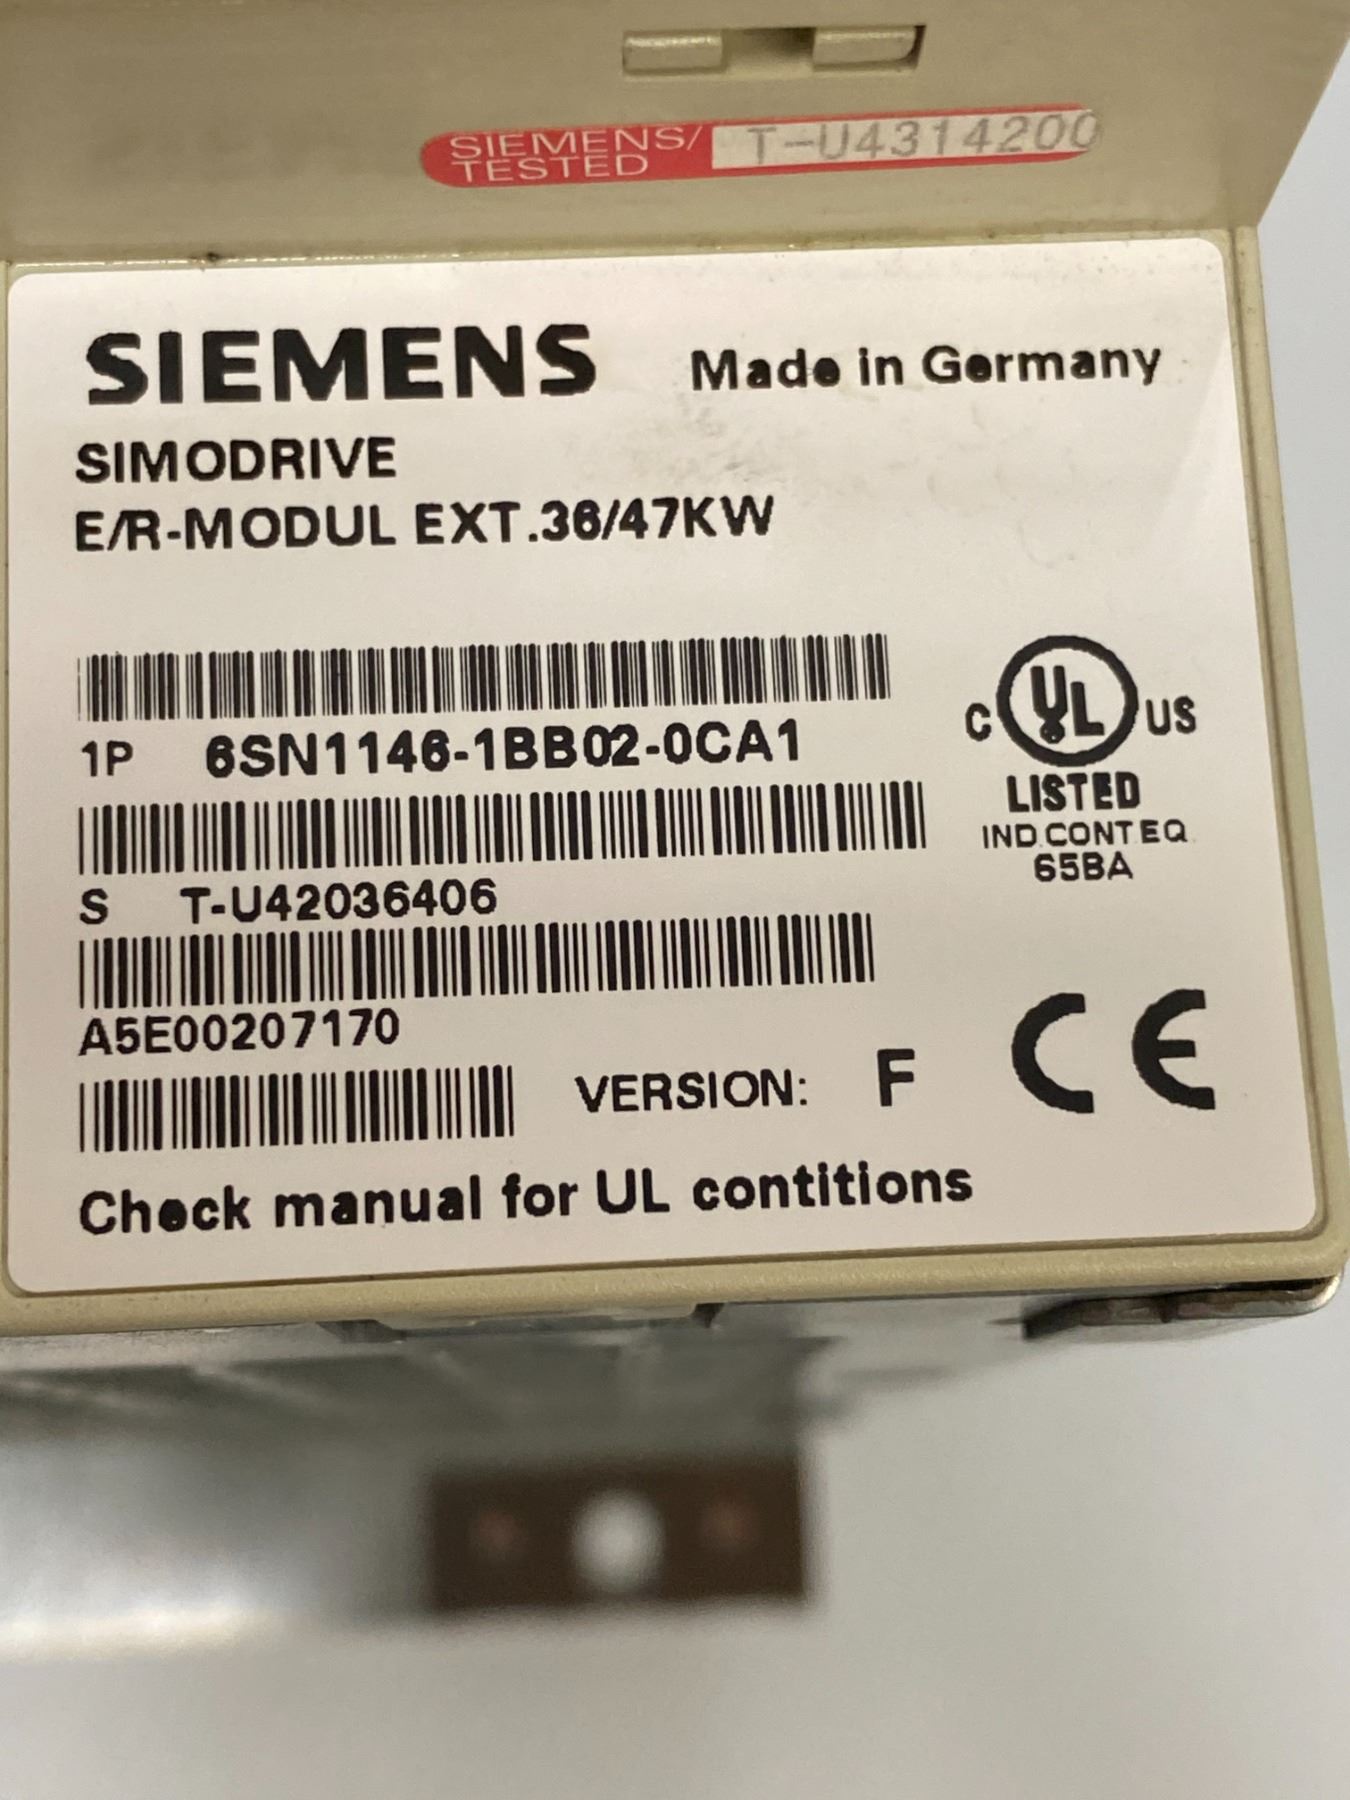 SIEMENS/
TESTED
T-U4314200
SIEMENS
Made in Germany
SIMODRIVE
E/R-MODUL EXT.36/47KW
1P 6SN1146-1BB02-0CA1
S T-U42036406
A5E00207170
VERSION: F
C UL US
LISTED
IND.CONT.EQ.
65BA
CE
Check manual for UL contitions